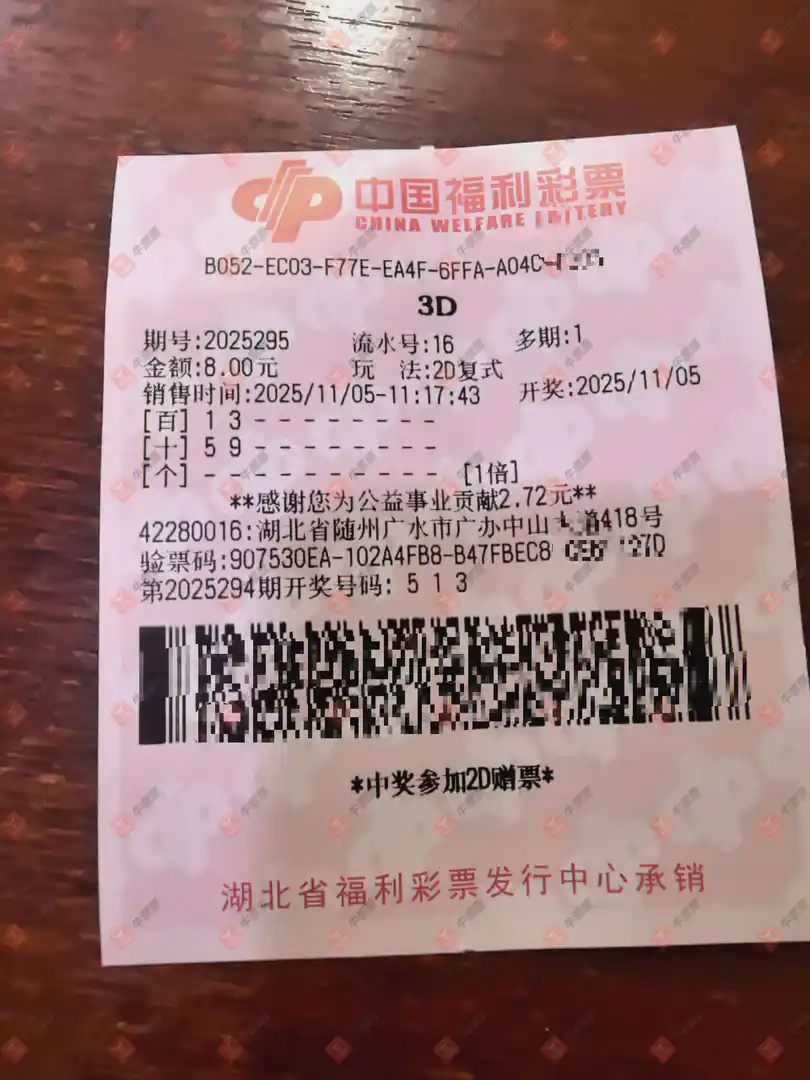 中国福利彩票
CHINA WELFARE LOTTERY
B052-EC03-F77E-EA4F-6FFA-A04C-
3D
期号:2025295 流水号:16 多期:1
金额:8.00元 玩 法:2D复式
销售时间:2025/11/05-11:17:43 开奖:2025/11/05
[百] 1 3 - - - - - - - -
[十] 5 9 - - - - - - - -
[个] - - - - - - - - - - [1倍]
**感谢您为公益事业贡献2.72元**
42280016:湖北省随州广水市广办中山 418号
验票码:907530EA-102A4FB8-B47FBEC8
第2025294期开奖号码: 5 1 3
*中奖参加2D赠票*
湖北省福利彩票发行中心承销